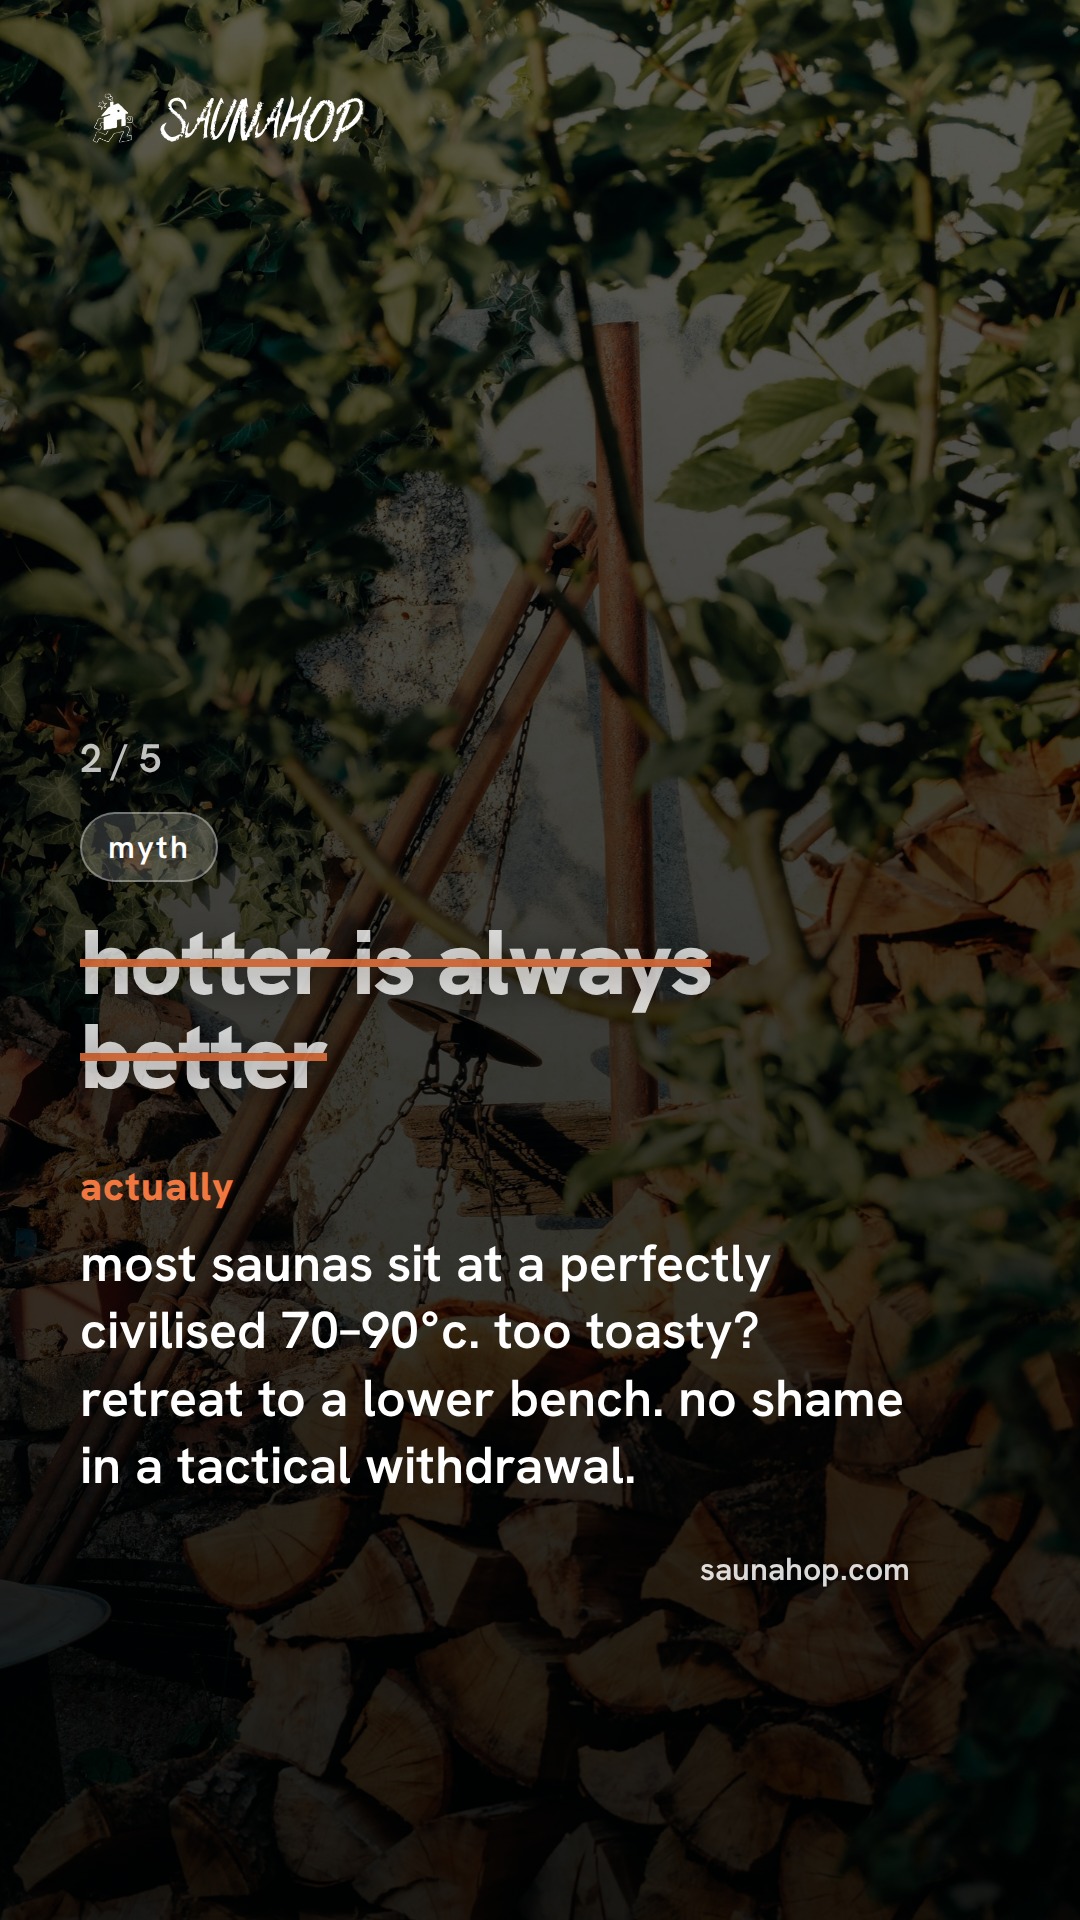 SAUNAHOP
2 / 5
myth
hotter is always
better
actually
most saunas sit at a perfectly
civilised 70–90°c. too toasty?
retreat to a lower bench. no shame
in a tactical withdrawal.
saunahop.com